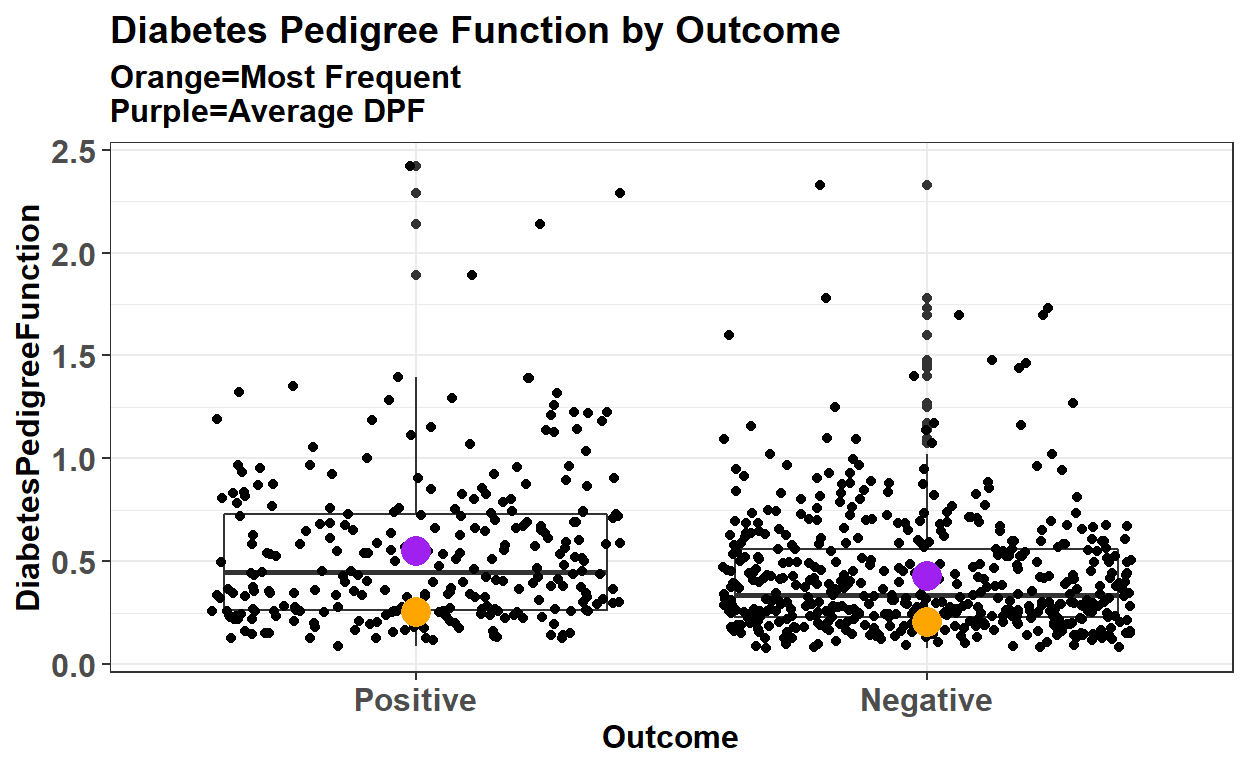 Diabetes Pedigree Function by Outcome
Orange=Most Frequent
Purple=Average DPF
DiabetesPedigreeFunction
2.5
2.0
1.5
1.0
0.5
0.0
Positive
Negative
Outcome